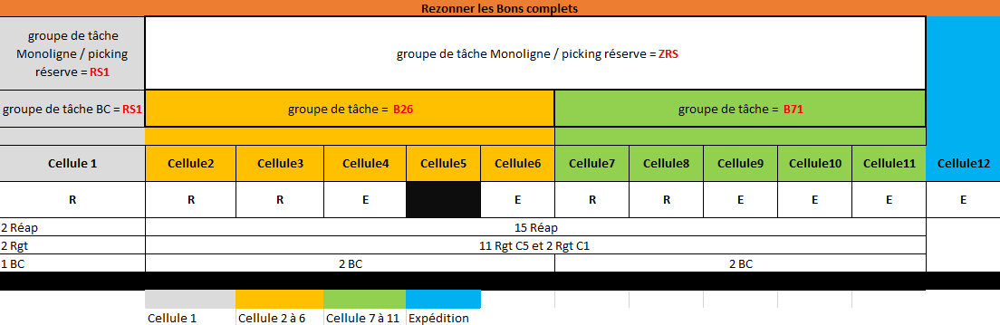 Rezonner les Bons complets
groupe de tâche
Monoligne / picking
réserve = RS1
groupe de tâche Monoligne / picking réserve = ZRS
groupe de tâche BC = RS1
groupe de tâche = B26
groupe de tâche = B71
Cellule 1 Cellule2 Cellule3 Cellule4 Cellule5 Cellule6 Cellule7 Cellule8 Cellule9 Cellule10 Cellule11 Cellule12
R R R E E R R E E E E
2 Réap 15 Réap
2 Rgt 11 Rgt C5 et 2 Rgt C1
1 BC 2 BC 2 BC
Cellule 1 Cellule 2 à 6 Cellule 7 à 11 Expédition